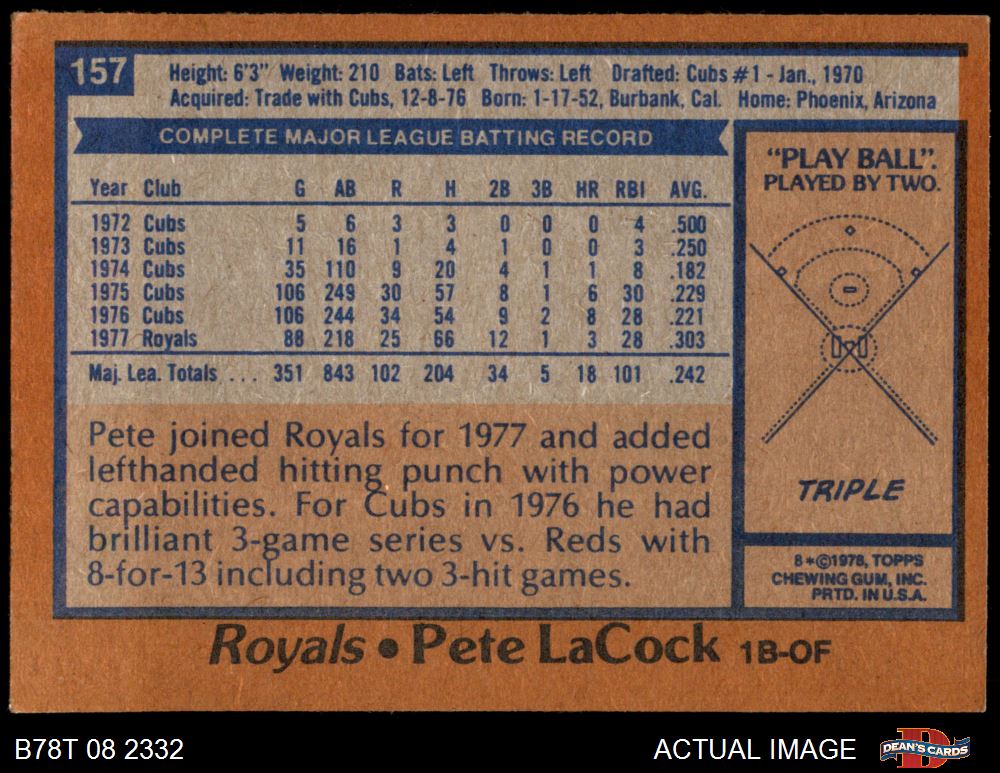 157
Height: 6'3" Weight: 210 Bats: Left Throws: Left Drafted: Cubs #1 - Jan., 1970
Acquired: Trade with Cubs, 12-8-76 Born: 1-17-52, Burbank, Cal. Home: Phoenix, Arizona
COMPLETE MAJOR LEAGUE BATTING RECORD
Year Club G AB R H 2B 3B HR RBI AVG.
1972 Cubs 5 6 3 3 0 0 0 4 .500
1973 Cubs 11 16 1 4 1 0 0 3 .250
1974 Cubs 35 110 9 20 4 1 1 8 .182
1975 Cubs 106 249 30 57 8 1 6 30 .229
1976 Cubs 106 244 34 54 9 2 8 28 .221
1977 Royals 88 218 25 66 12 1 3 28 .303
Maj. Lea. Totals ... 351 843 102 204 34 5 18 101 .242
Pete joined Royals for 1977 and added
lefthanded hitting punch with power
capabilities. For Cubs in 1976 he had
brilliant 3-game series vs. Reds with
8-for-13 including two 3-hit games.
"PLAY BALL".
PLAYED BY TWO.
TRIPLE
8*©1978, TOPPS
CHEWING GUM, INC.
PRTD. IN U.S.A.
Royals • Pete LaCock 1B-OF
B78T 08 2332
ACTUAL IMAGE
DEAN'S CARDS